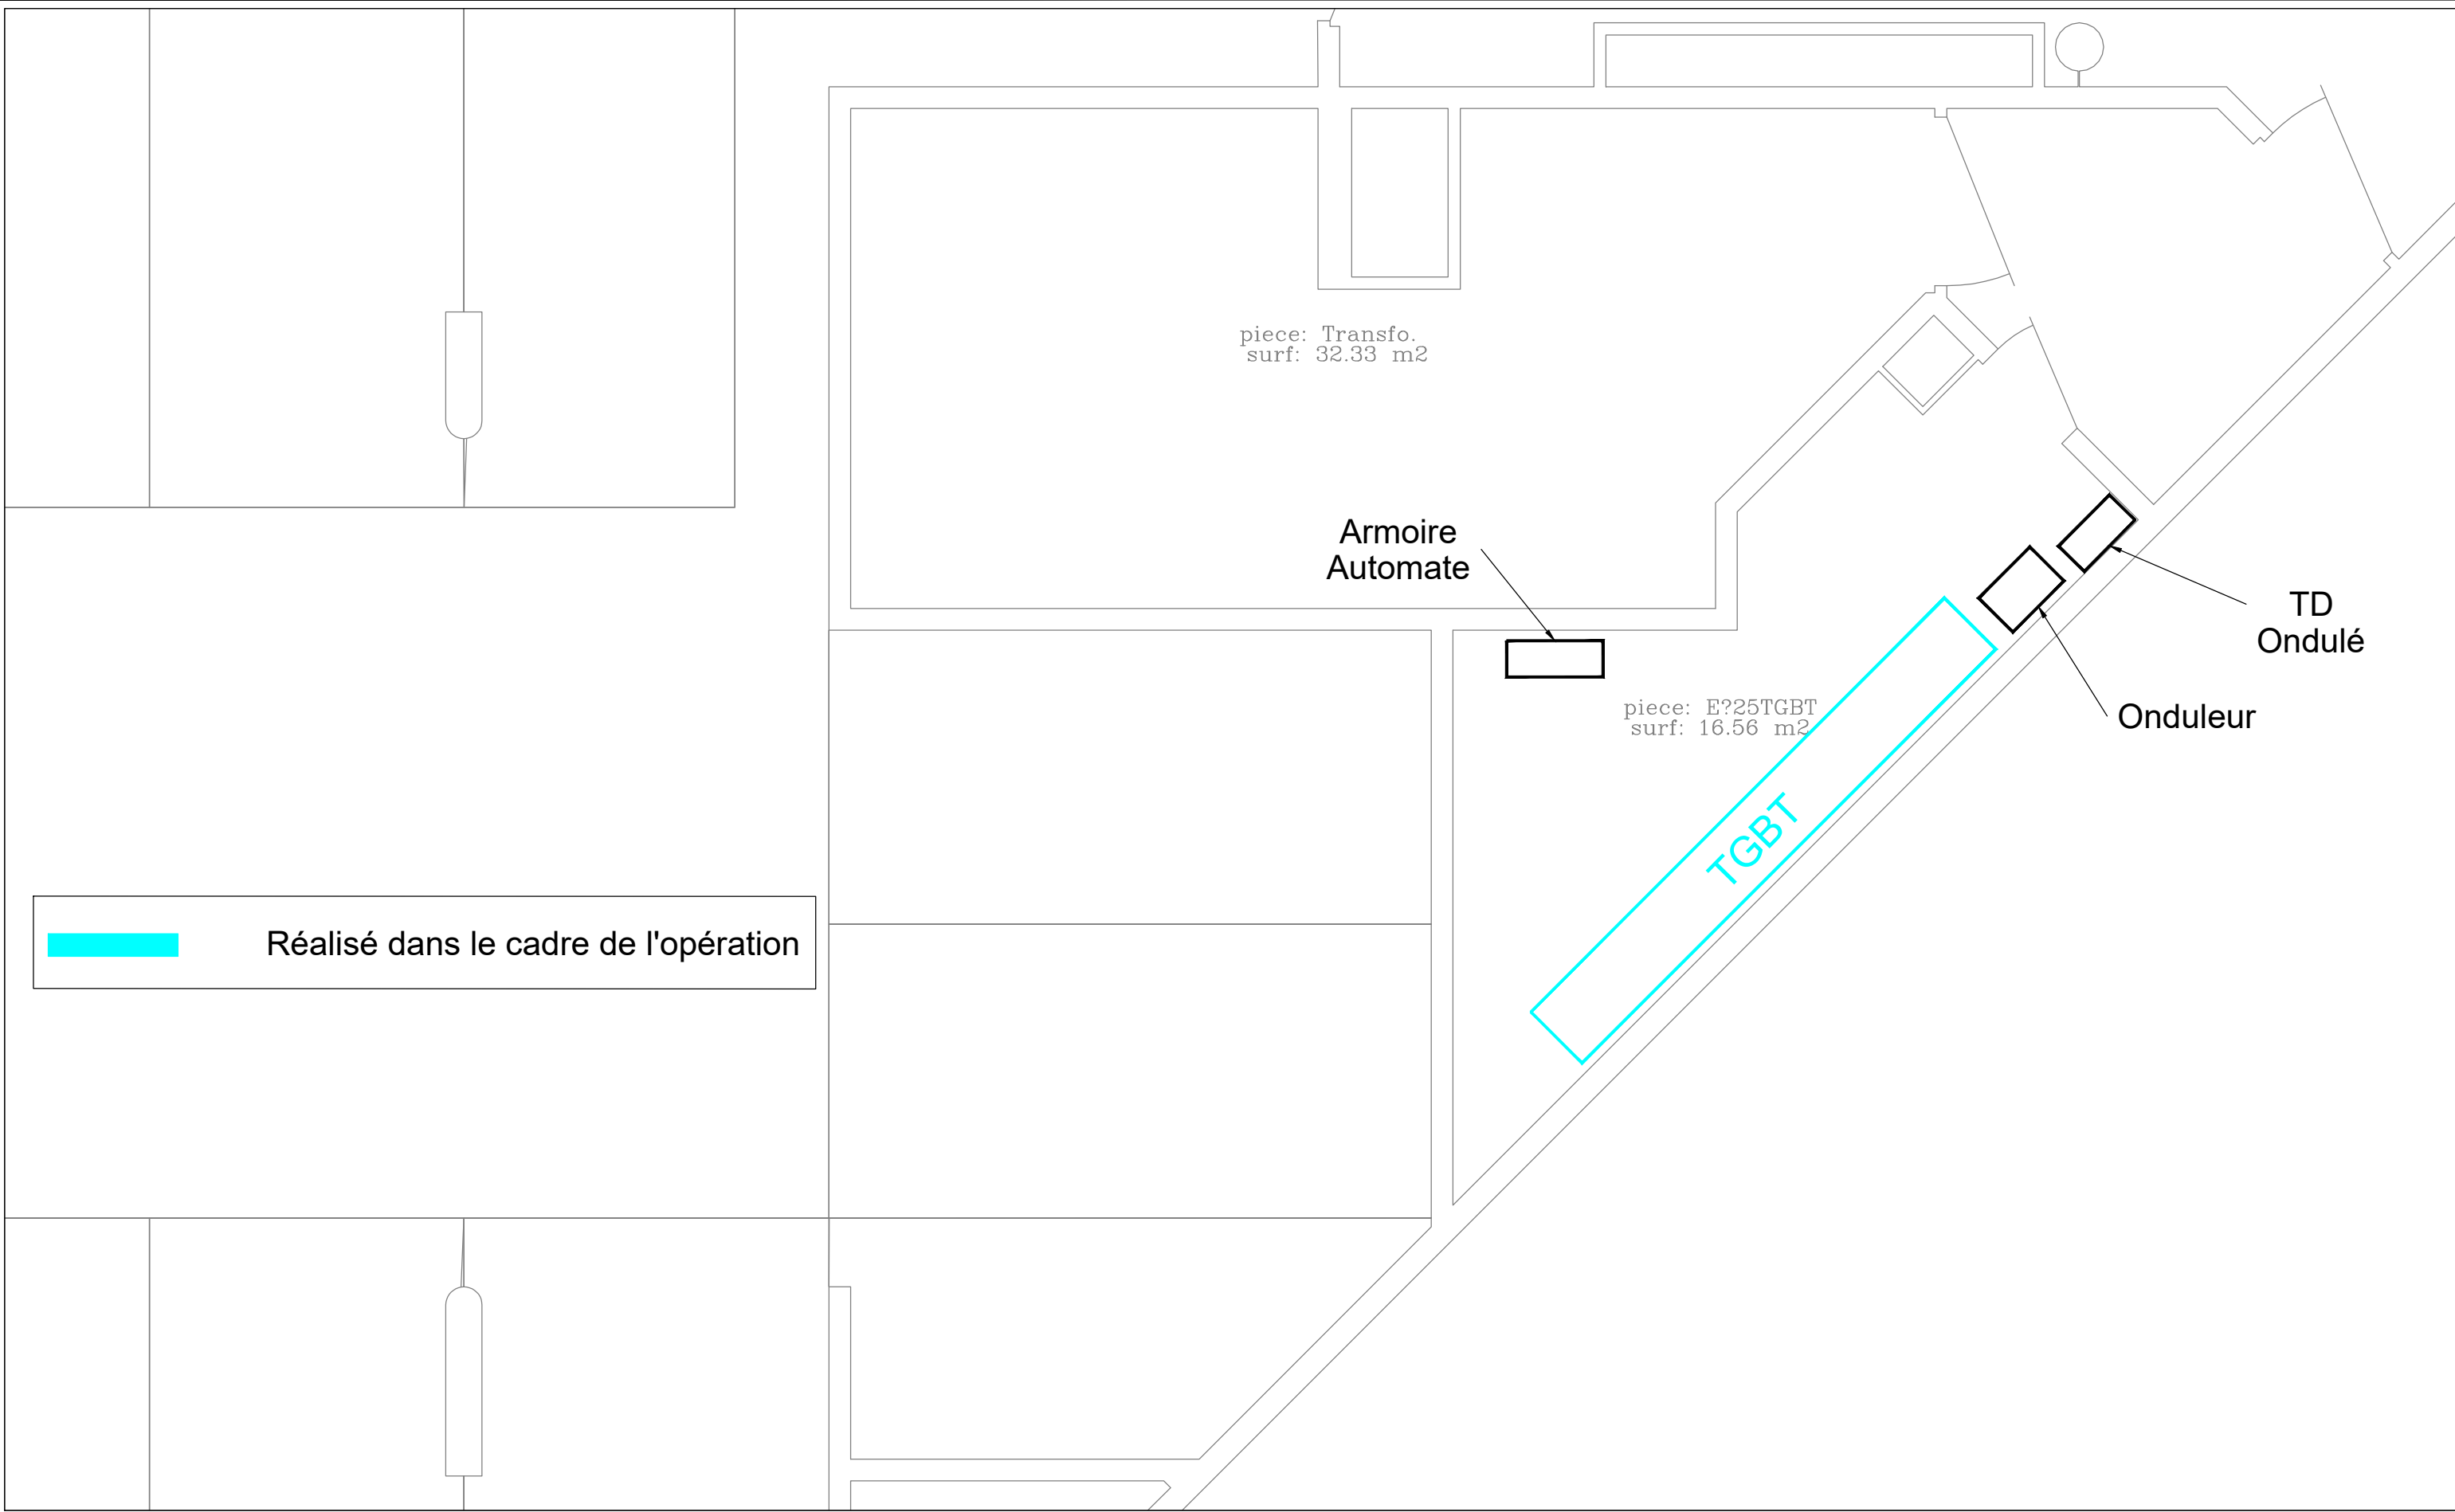 piece: Transfo.
surf: 32.33 m2
Armoire
Automate
TD
Ondulé
piece: E?25TGBT
surf: 16.56 m2
Onduleur
TGBT
Réalisé dans le cadre de l'opération